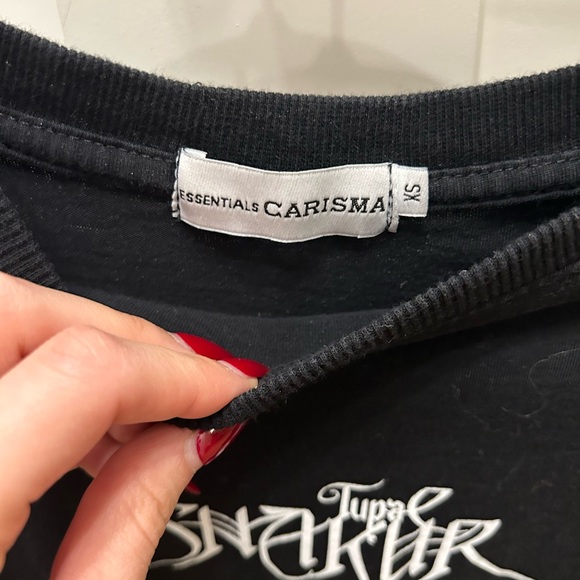 ESSENTIALS CARISMA
XS
Tupac
SHAKUR